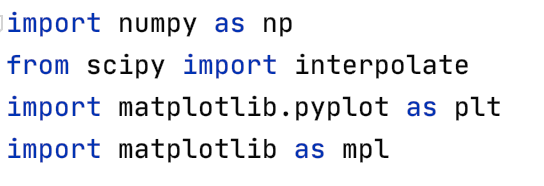 import numpy as np
from scipy import interpolate
import matplotlib.pyplot as plt
import matplotlib as mpl